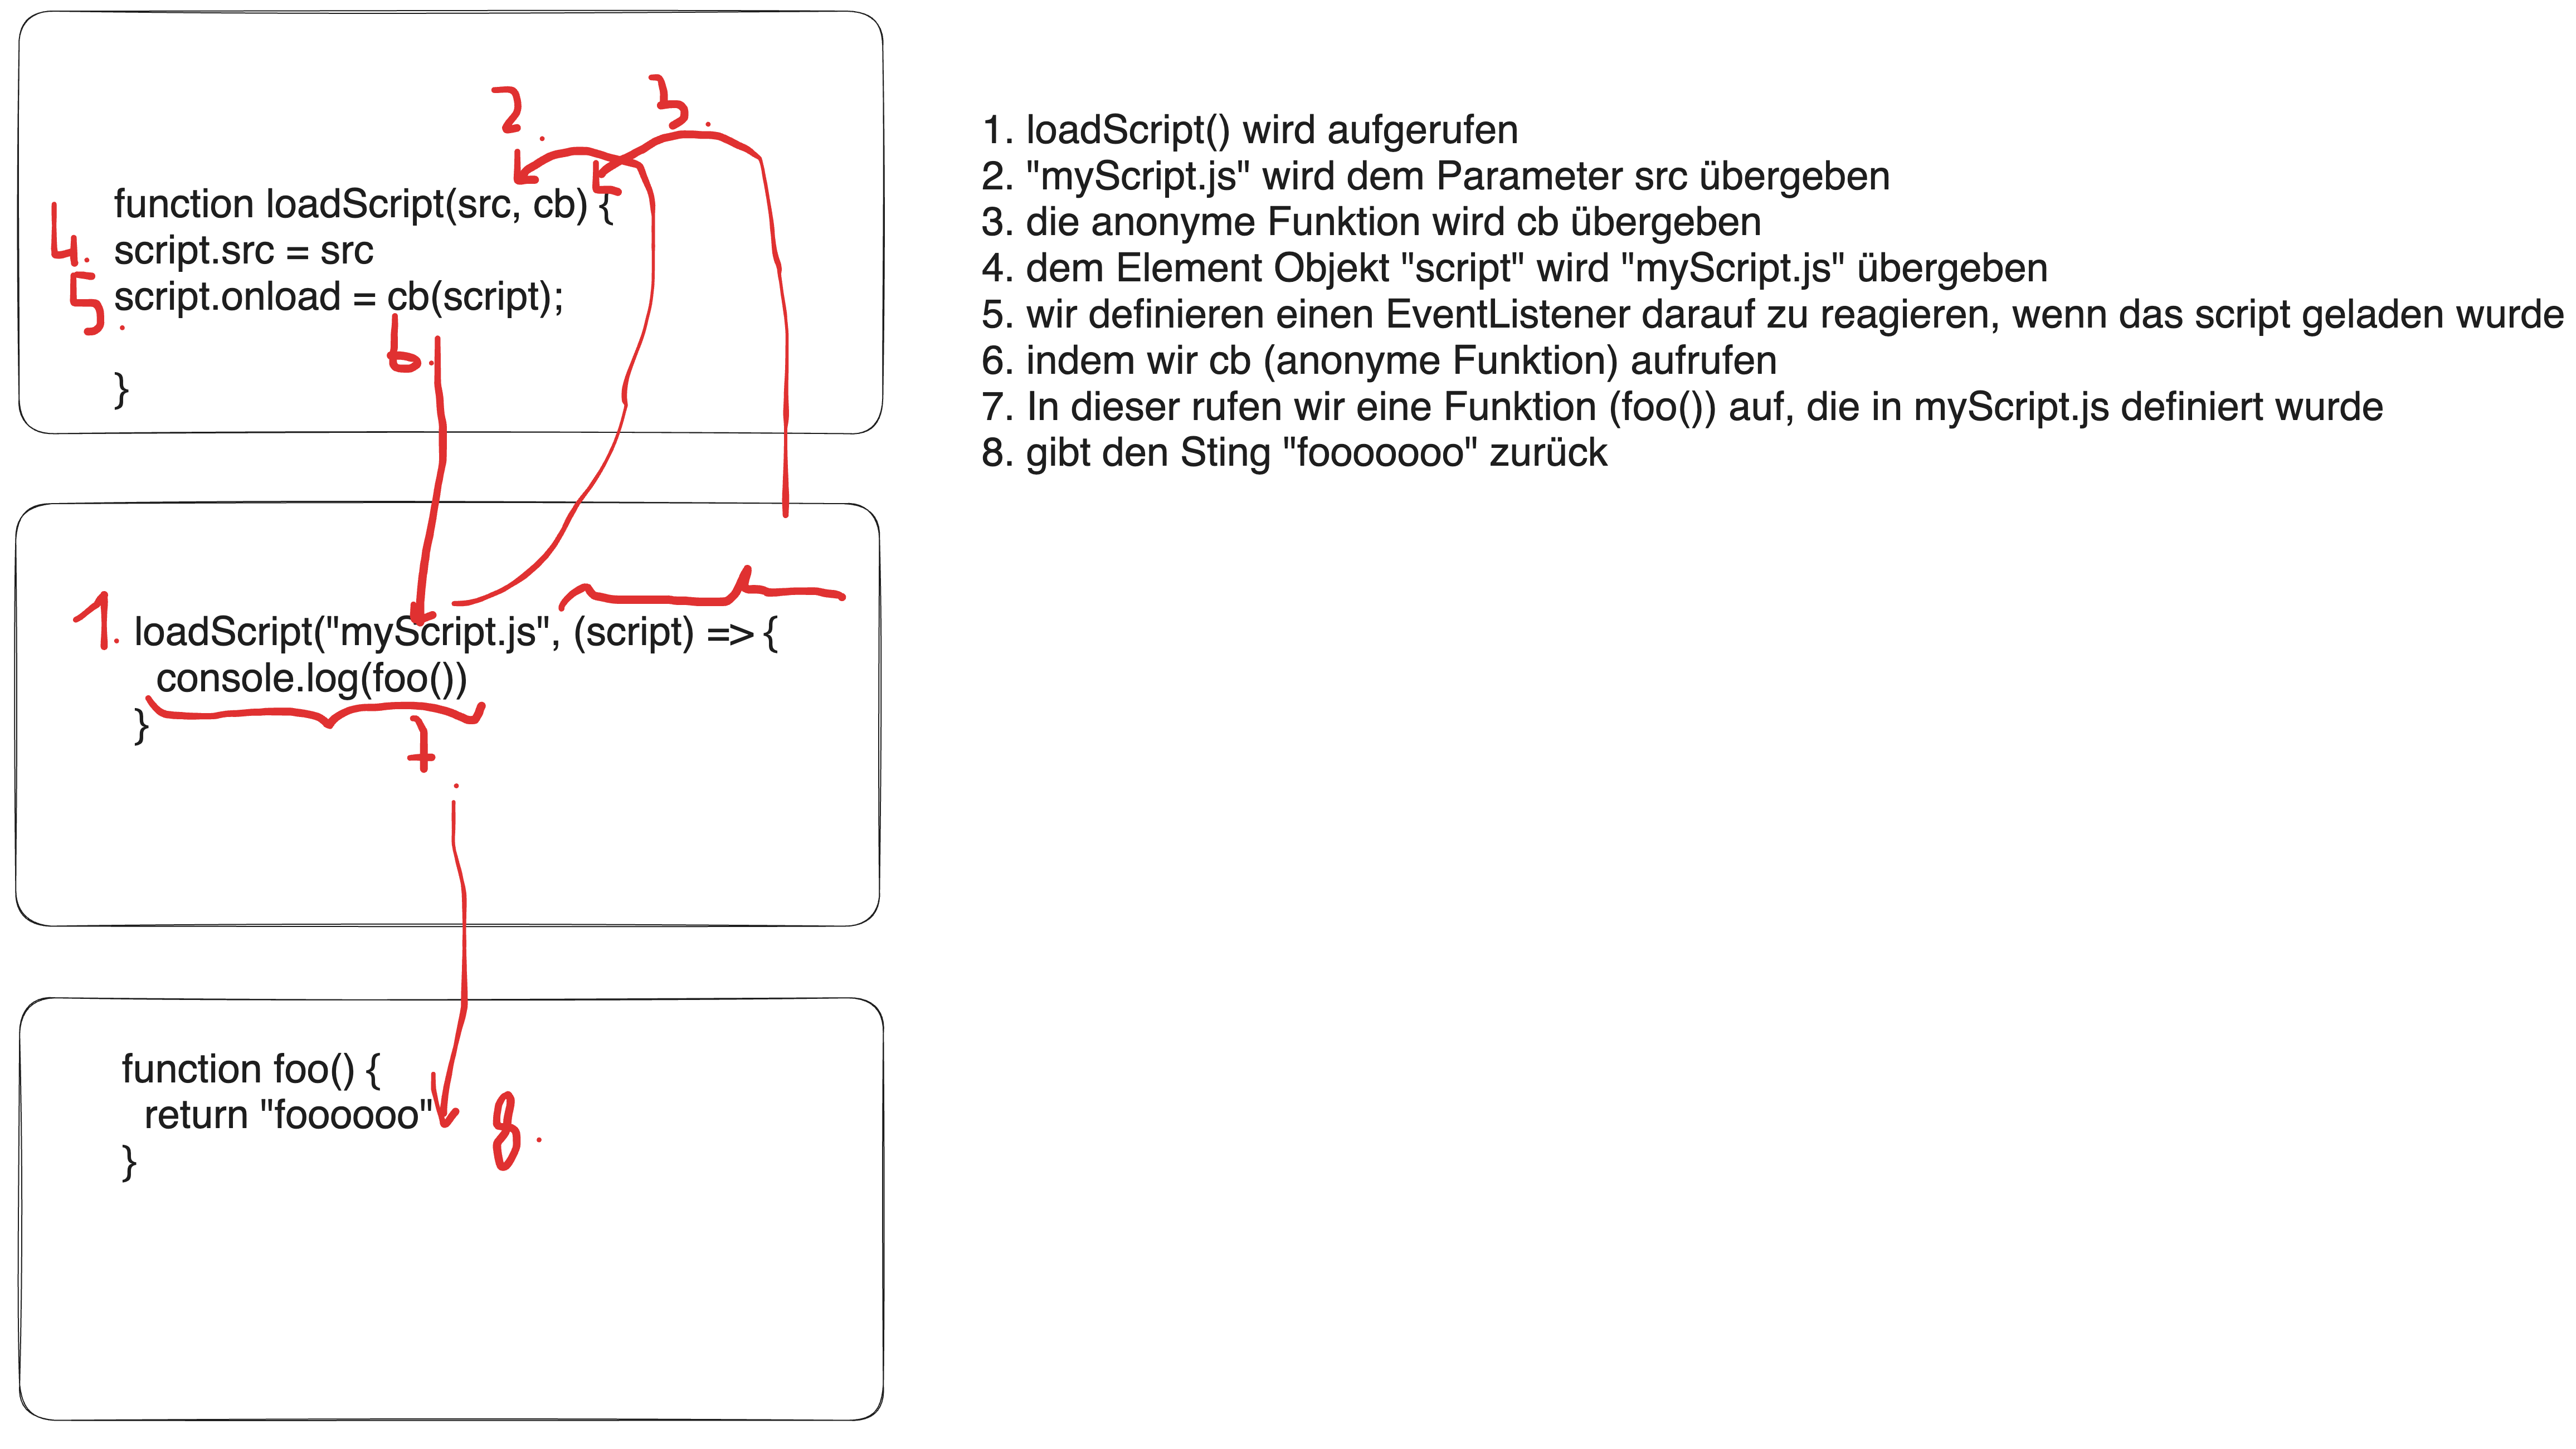 2.
3.
function loadScript(src, cb) {
4. script.src = src
5. script.onload = cb(script);
6.
}
1. loadScript("myScript.js", (script) => {
console.log(foo())
}
7.
function foo() {
return "foooooo"
8.
}
1. loadScript() wird aufgerufen
2. "myScript.js" wird dem Parameter src übergeben
3. die anonyme Funktion wird cb übergeben
4. dem Element Objekt "script" wird "myScript.js" übergeben
5. wir definieren einen EventListener darauf zu reagieren, wenn das script geladen wurde
6. indem wir cb (anonyme Funktion) aufrufen
7. In dieser rufen wir eine Funktion (foo()) auf, die in myScript.js definiert wurde
8. gibt den Sting "fooooooo" zurück